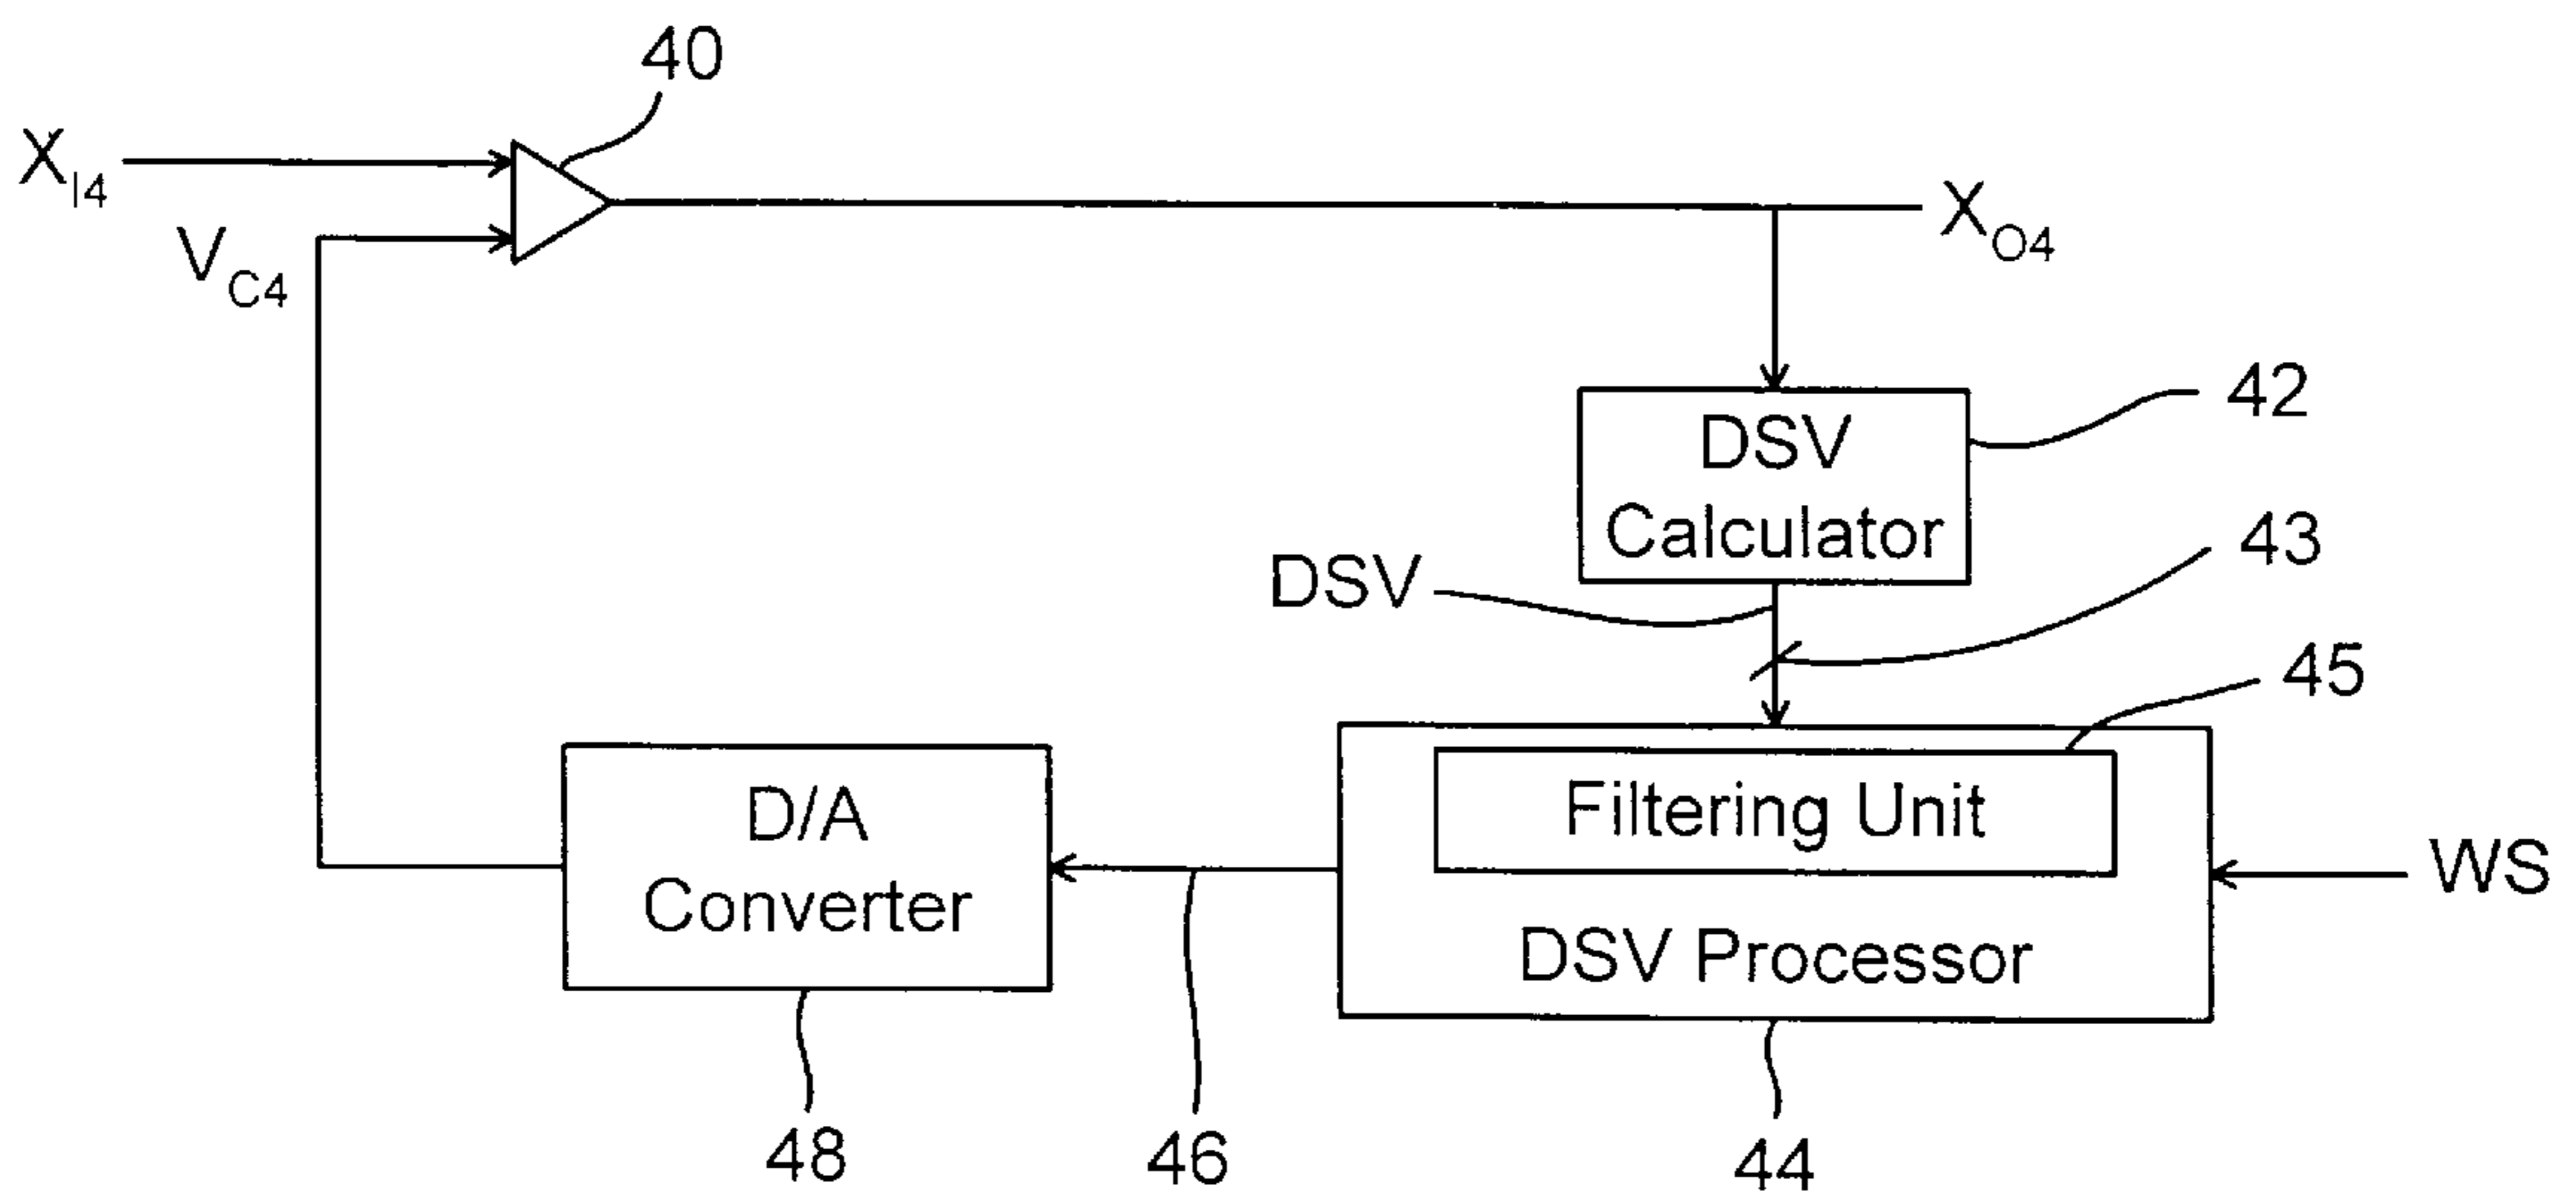 40
X_I4
V_C4
X_O4
DSV
Calculator
42
DSV
43
45
Filtering Unit
D/A
Converter
WS
DSV Processor
48
46
44